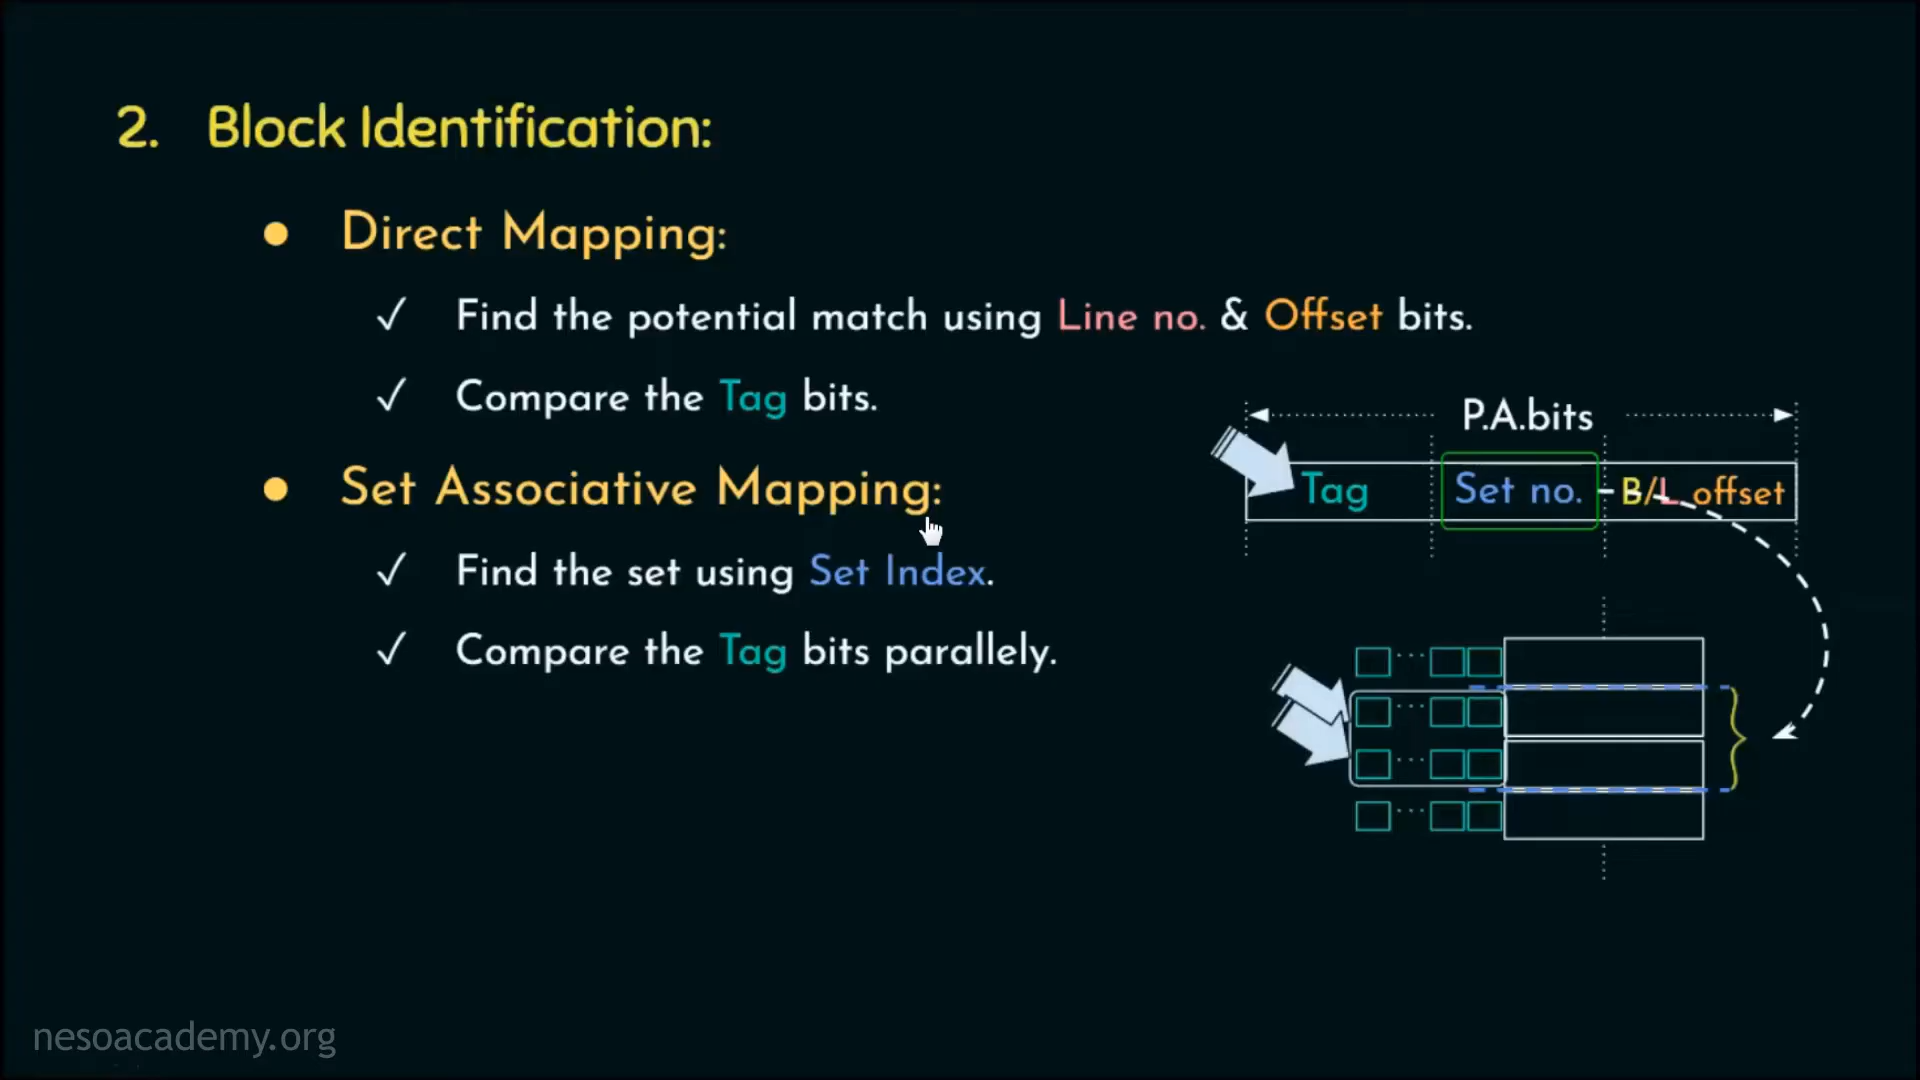 2. Block Identification:
● Direct Mapping:
✓ Find the potential match using Line no. & Offset bits.
✓ Compare the Tag bits.
● Set Associative Mapping:
✓ Find the set using Set Index.
✓ Compare the Tag bits parallely.
P.A.bits
Tag Set no. B/L offset
nesoacademy.org